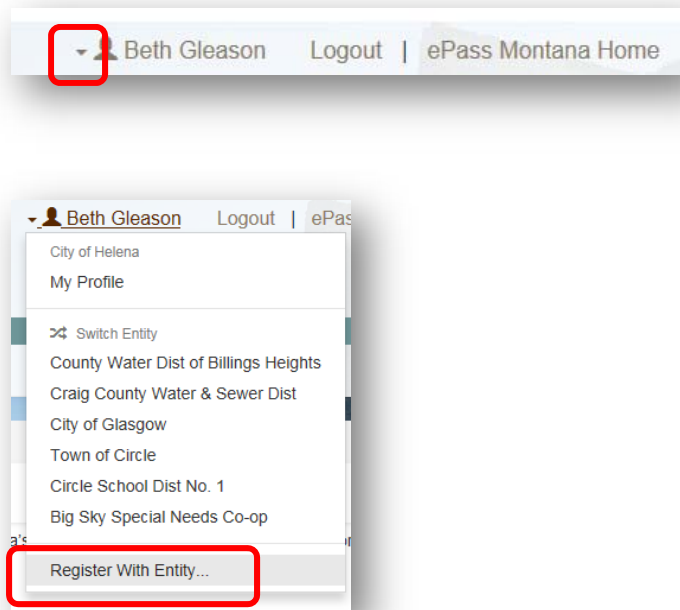 Beth Gleason Logout | ePass Montana Home
Beth Gleason Logout | ePas
City of Helena
My Profile
Switch Entity
County Water Dist of Billings Heights
Craig County Water & Sewer Dist
City of Glasgow
Town of Circle
Circle School Dist No. 1
Big Sky Special Needs Co-op
Register With Entity...